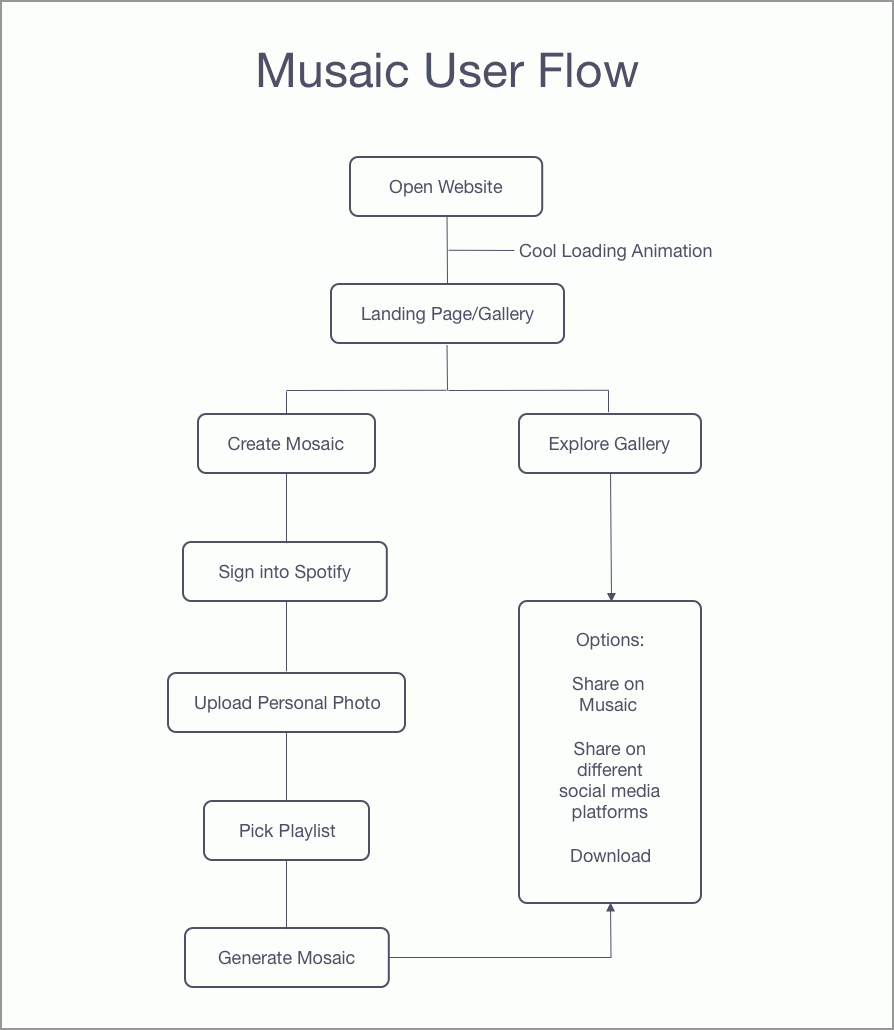 Musaic User Flow
Open Website
Cool Loading Animation
Landing Page/Gallery
Create Mosaic
Explore Gallery
Sign into Spotify
Upload Personal Photo
Pick Playlist
Generate Mosaic
Options:
Share on
Musaic
Share on
different
social media
platforms
Download